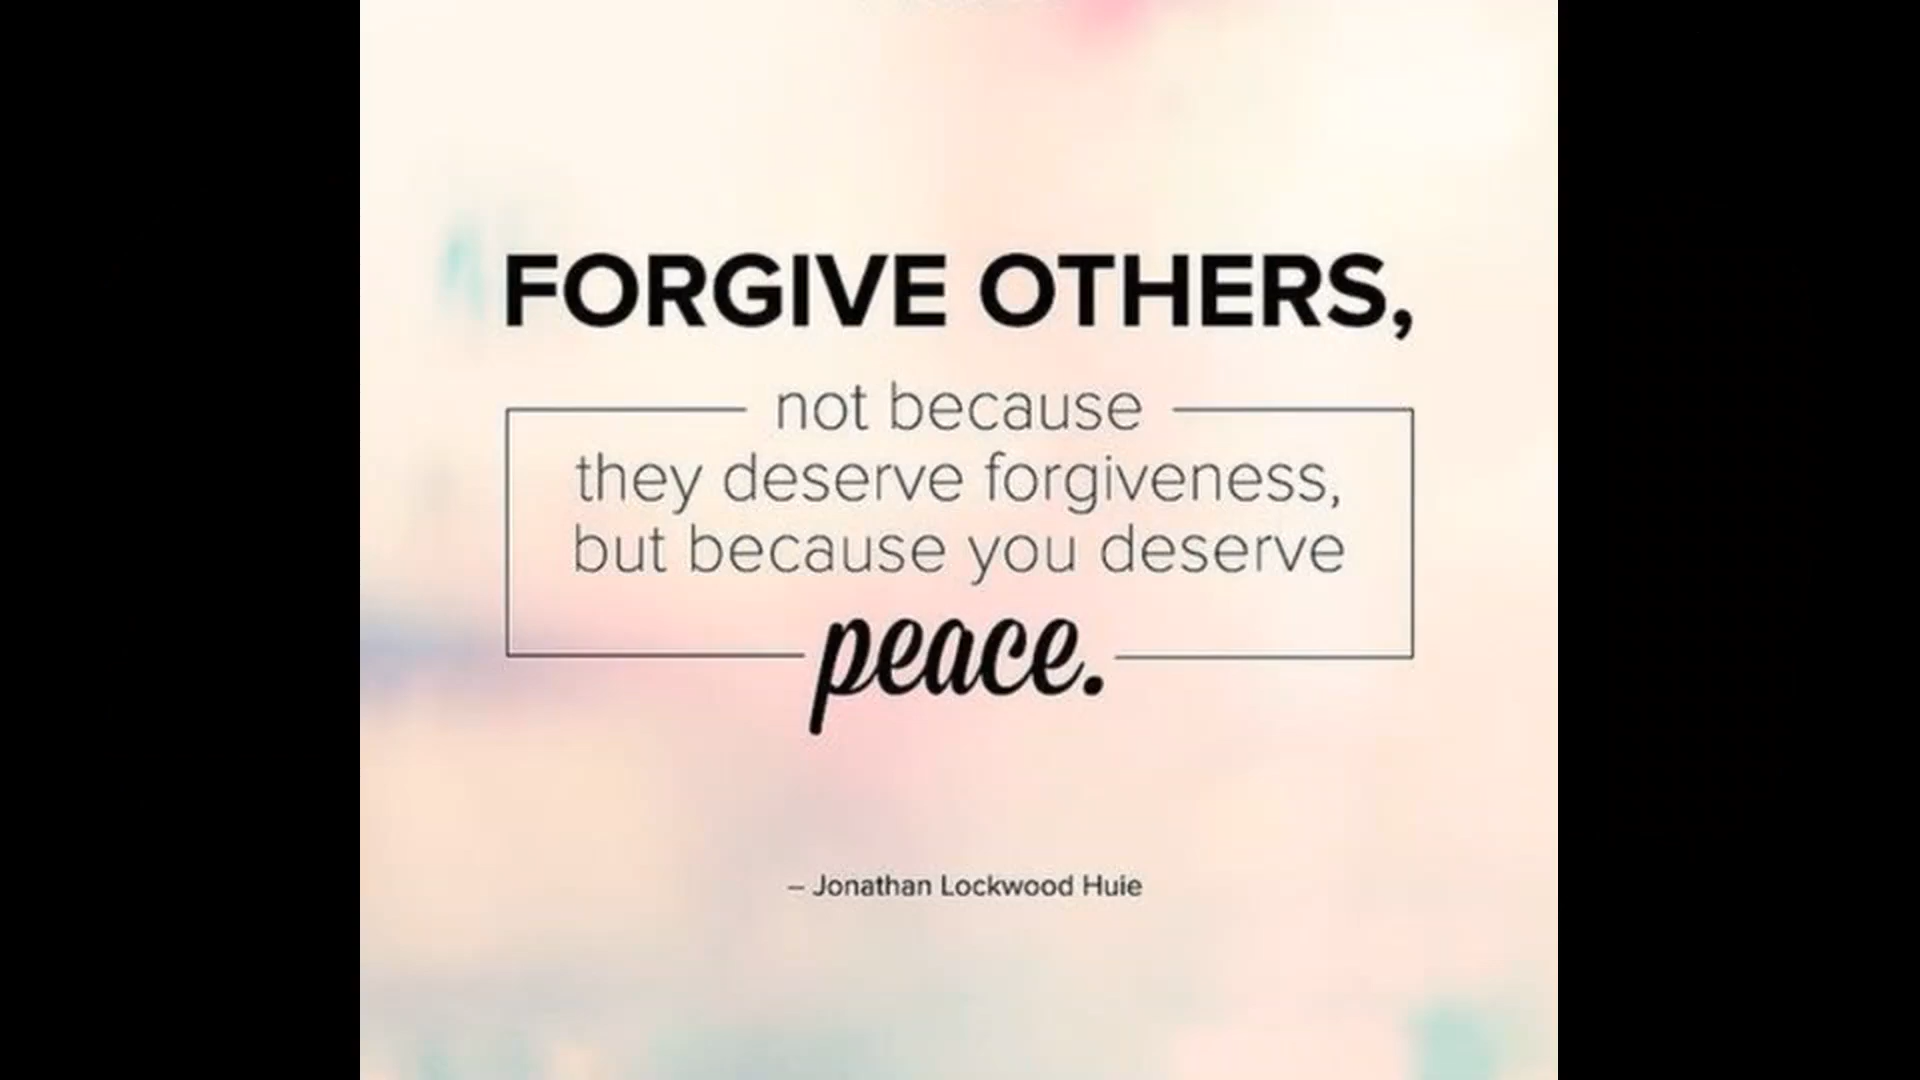 FORGIVE OTHERS,
not because
they deserve forgiveness,
but because you deserve
peace.
– Jonathan Lockwood Huie